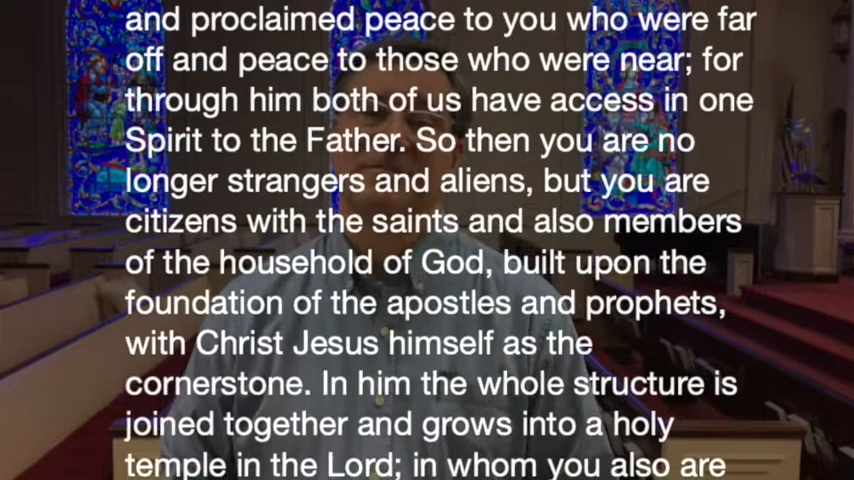 and proclaimed peace to you who were far
off and peace to those who were near; for
through him both of us have access in one
Spirit to the Father. So then you are no
longer strangers and aliens, but you are
citizens with the saints and also members
of the household of God, built upon the
foundation of the apostles and prophets,
with Christ Jesus himself as the
cornerstone. In him the whole structure is
joined together and grows into a holy
temple in the Lord; in whom you also are